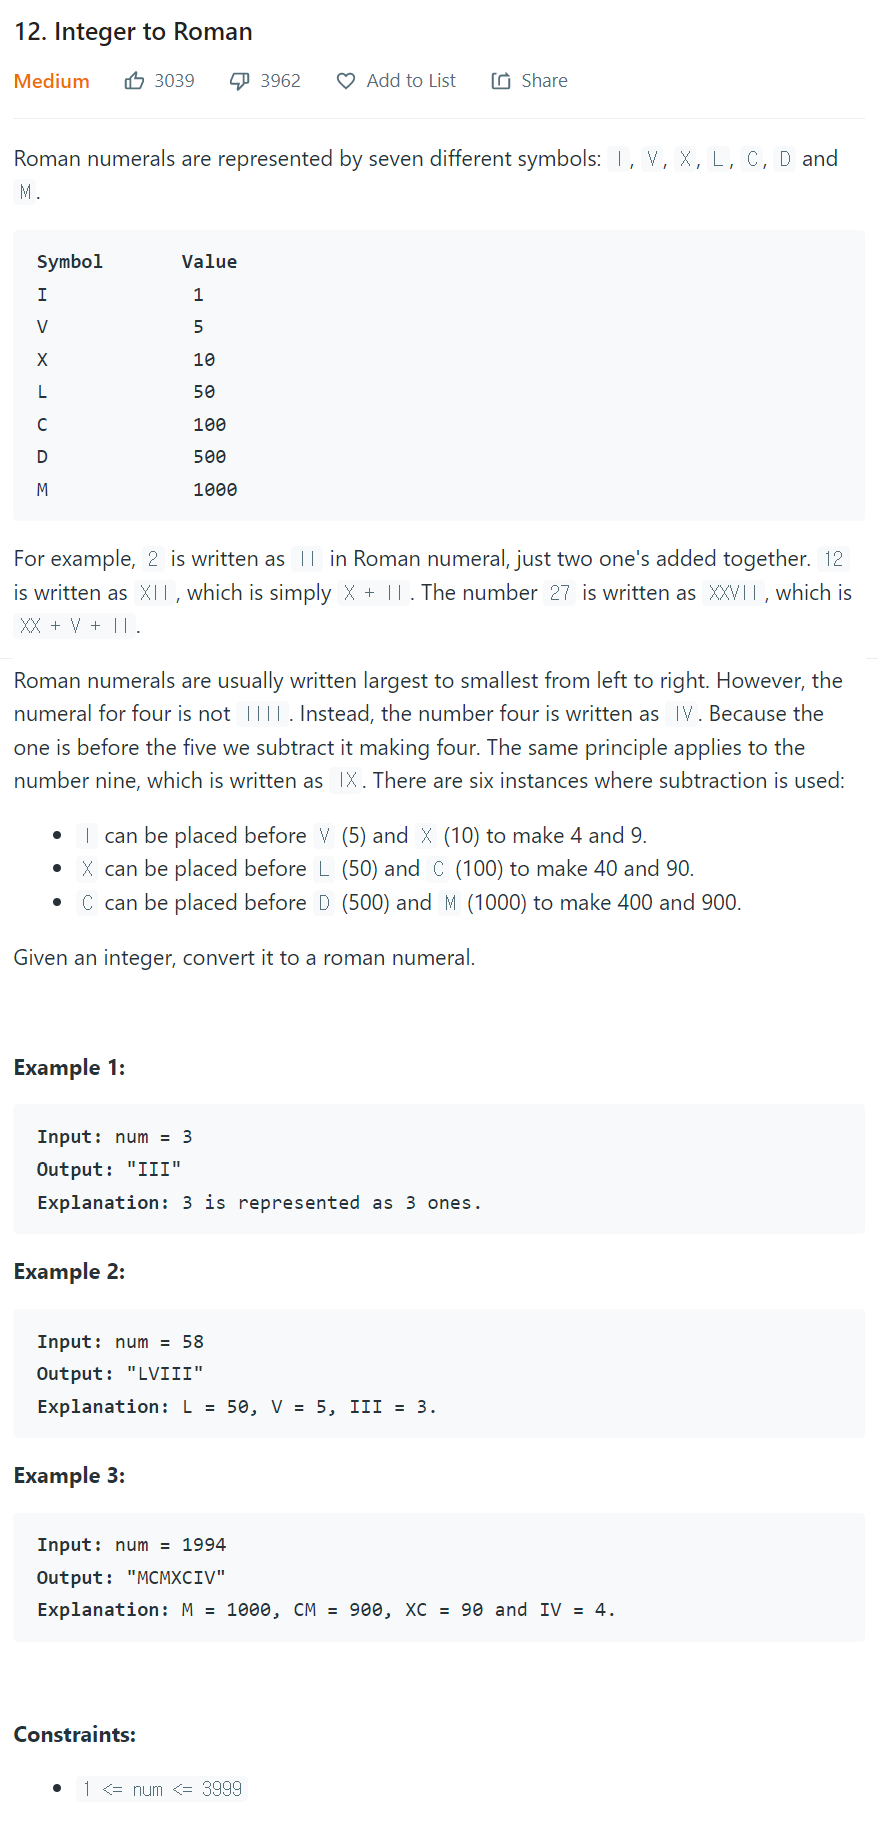 12. Integer to Roman
Medium 3039 3962 Add to List Share
Roman numerals are represented by seven different symbols: I, V, X, L, C, D and
M.
Symbol Value
I 1
V 5
X 10
L 50
C 100
D 500
M 1000
For example, 2 is written as II in Roman numeral, just two one's added together. 12
is written as XII, which is simply X + II. The number 27 is written as XXVII, which is
XX + V + II.
Roman numerals are usually written largest to smallest from left to right. However, the
numeral for four is not IIII. Instead, the number four is written as IV. Because the
one is before the five we subtract it making four. The same principle applies to the
number nine, which is written as IX. There are six instances where subtraction is used:
• I can be placed before V (5) and X (10) to make 4 and 9.
• X can be placed before L (50) and C (100) to make 40 and 90.
• C can be placed before D (500) and M (1000) to make 400 and 900.
Given an integer, convert it to a roman numeral.
Example 1:
Input: num = 3
Output: "III"
Explanation: 3 is represented as 3 ones.
Example 2:
Input: num = 58
Output: "LVIII"
Explanation: L = 50, V = 5, III = 3.
Example 3:
Input: num = 1994
Output: "MCMXCIV"
Explanation: M = 1000, CM = 900, XC = 90 and IV = 4.
Constraints:
• 1 <= num <= 3999